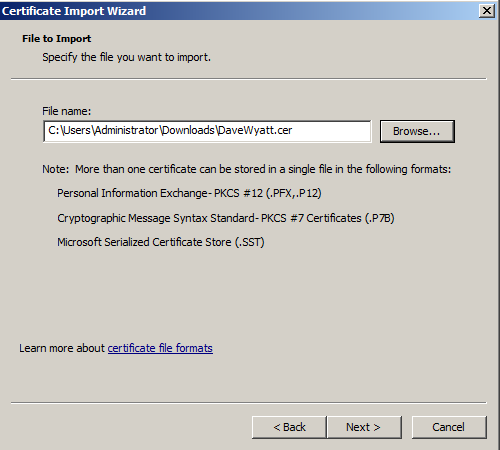 Certificate Import Wizard
File to Import
Specify the file you want to import.
File name:
C:\Users\Administrator\Downloads\DaveWyatt.cer
Browse...
Note:  More than one certificate can be stored in a single file in the following formats:
Personal Information Exchange- PKCS #12 (.PFX,.P12)
Cryptographic Message Syntax Standard- PKCS #7 Certificates (.P7B)
Microsoft Serialized Certificate Store (.SST)
Learn more about certificate file formats
< Back
Next >
Cancel